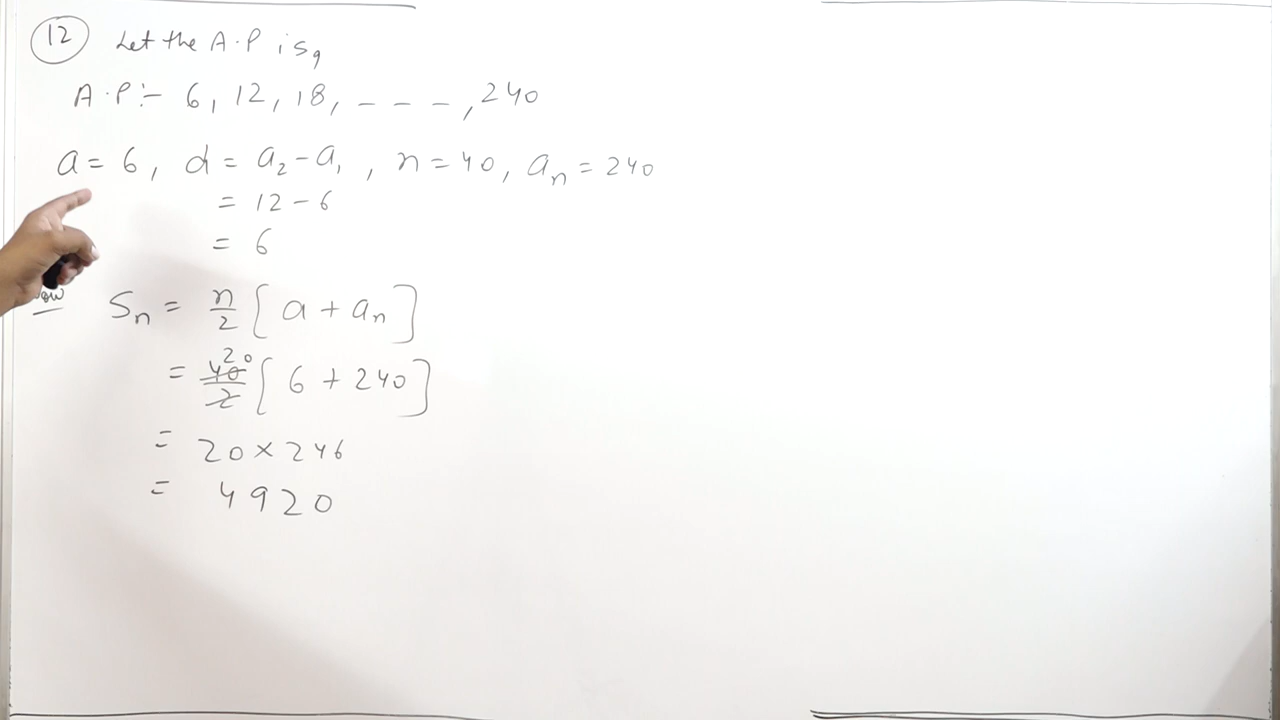 12 Let the A.P is,
A.P:- 6, 12, 18, - - - , 240
a = 6, d = a₂ - a₁ , n = 40, aₙ = 240
= 12 - 6
= 6
Sₙ = n/2 [ a + aₙ ]
= 40/2 20 [ 6 + 240 ]
= 20 × 246
= 4920